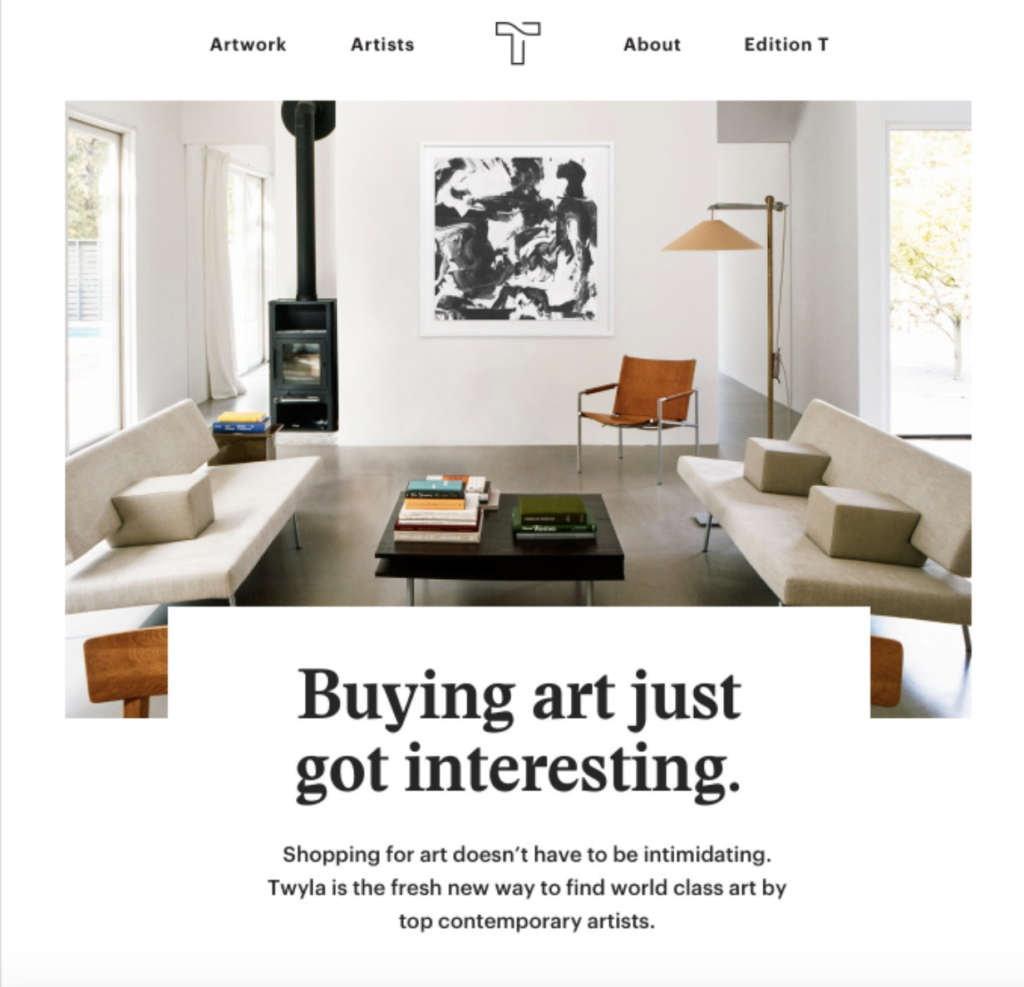 Artwork
Artists
T
About
Edition T
Buying art just
got interesting.
Shopping for art doesn’t have to be intimidating.
Twyla is the fresh new way to find world class art by
top contemporary artists.